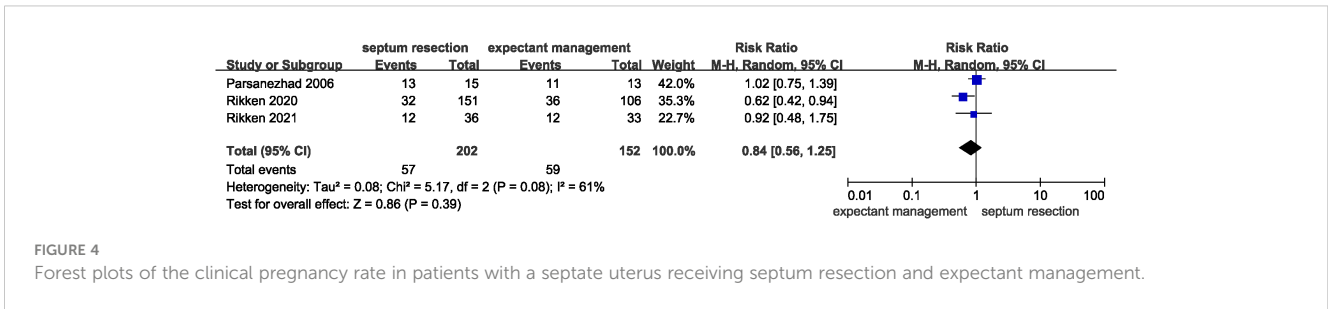 septum resection expectant management Risk Ratio Risk Ratio
Study or Subgroup Events Total Events Total Weight M-H, Random, 95% CI M-H, Random, 95% CI
Parsanezhad 2006 13 15 11 13 42.0% 1.02 [0.75, 1.39]
Rikken 2020 32 151 36 106 35.3% 0.62 [0.42, 0.94]
Rikken 2021 12 36 12 33 22.7% 0.92 [0.48, 1.75]
Total (95% CI) 202 152 100.0% 0.84 [0.56, 1.25]
Total events 57 59
Heterogeneity: Tau² = 0.08; Chi² = 5.17, df = 2 (P = 0.08); I² = 61%
Test for overall effect: Z = 0.86 (P = 0.39)
0.01 0.1 1 10 100
expectant management septum resection
FIGURE 4
Forest plots of the clinical pregnancy rate in patients with a septate uterus receiving septum resection and expectant management.